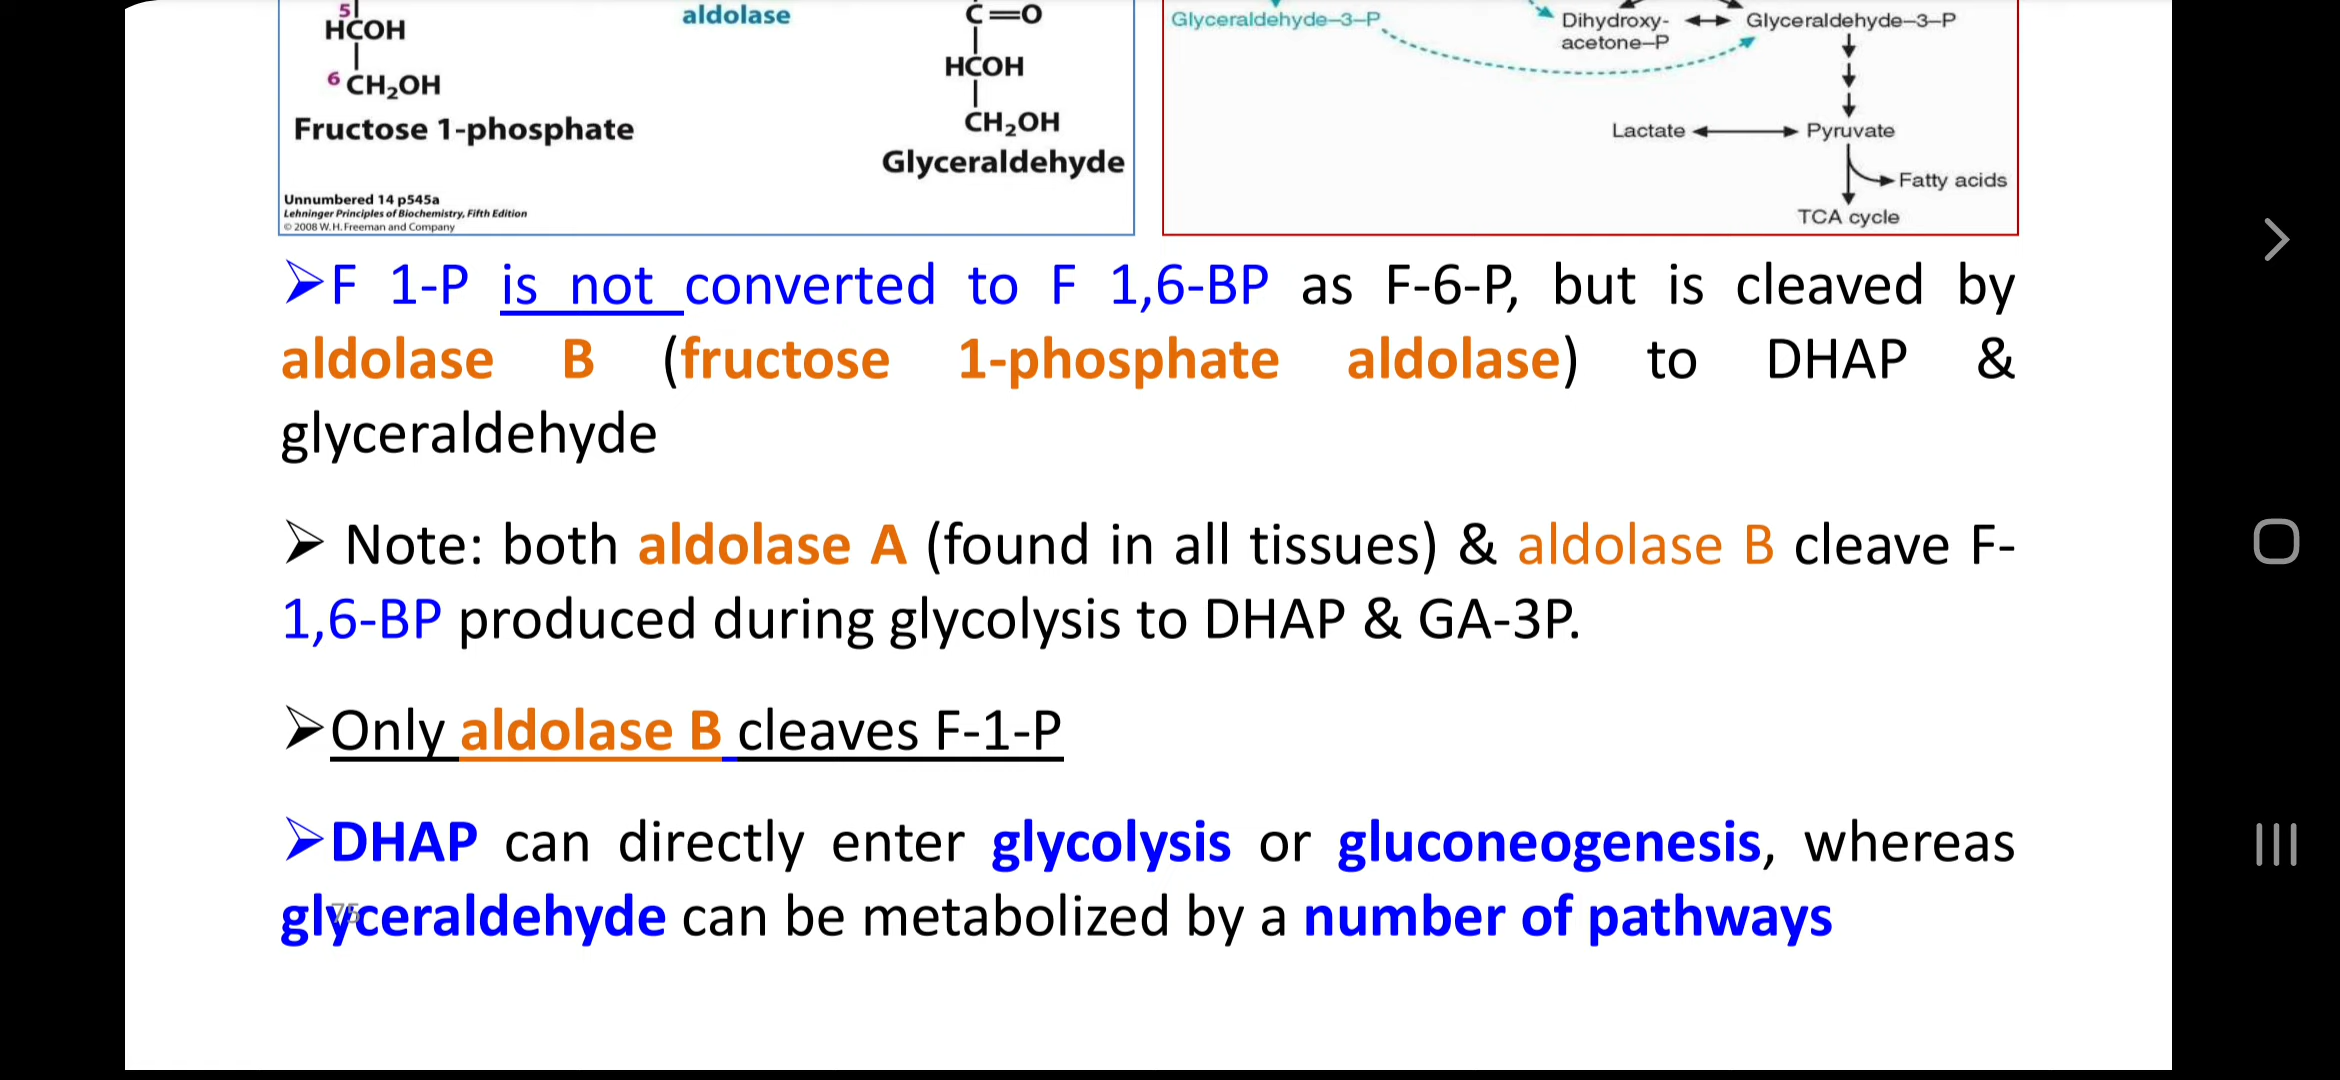 5
HCOH
6 CH₂OH
Fructose 1-phosphate
aldolase
C=O
HCOH
CH₂OH
Glyceraldehyde
Unnumbered 14 p545a
Lehninger Principles of Biochemistry, Fifth Edition
© 2008 W. H. Freeman and Company
Glyceraldehyde–3–P
Dihydroxy-
acetone–P
Glyceraldehyde–3–P
Lactate
Pyruvate
Fatty acids
TCA cycle
➢F 1-P is not converted to F 1,6-BP as F-6-P, but is cleaved by
aldolase B (fructose 1-phosphate aldolase) to DHAP &
glyceraldehyde
➢ Note: both aldolase A (found in all tissues) & aldolase B cleave F-
1,6-BP produced during glycolysis to DHAP & GA-3P.
➢Only aldolase B cleaves F-1-P
➢DHAP can directly enter glycolysis or gluconeogenesis, whereas
glyceraldehyde can be metabolized by a number of pathways
75